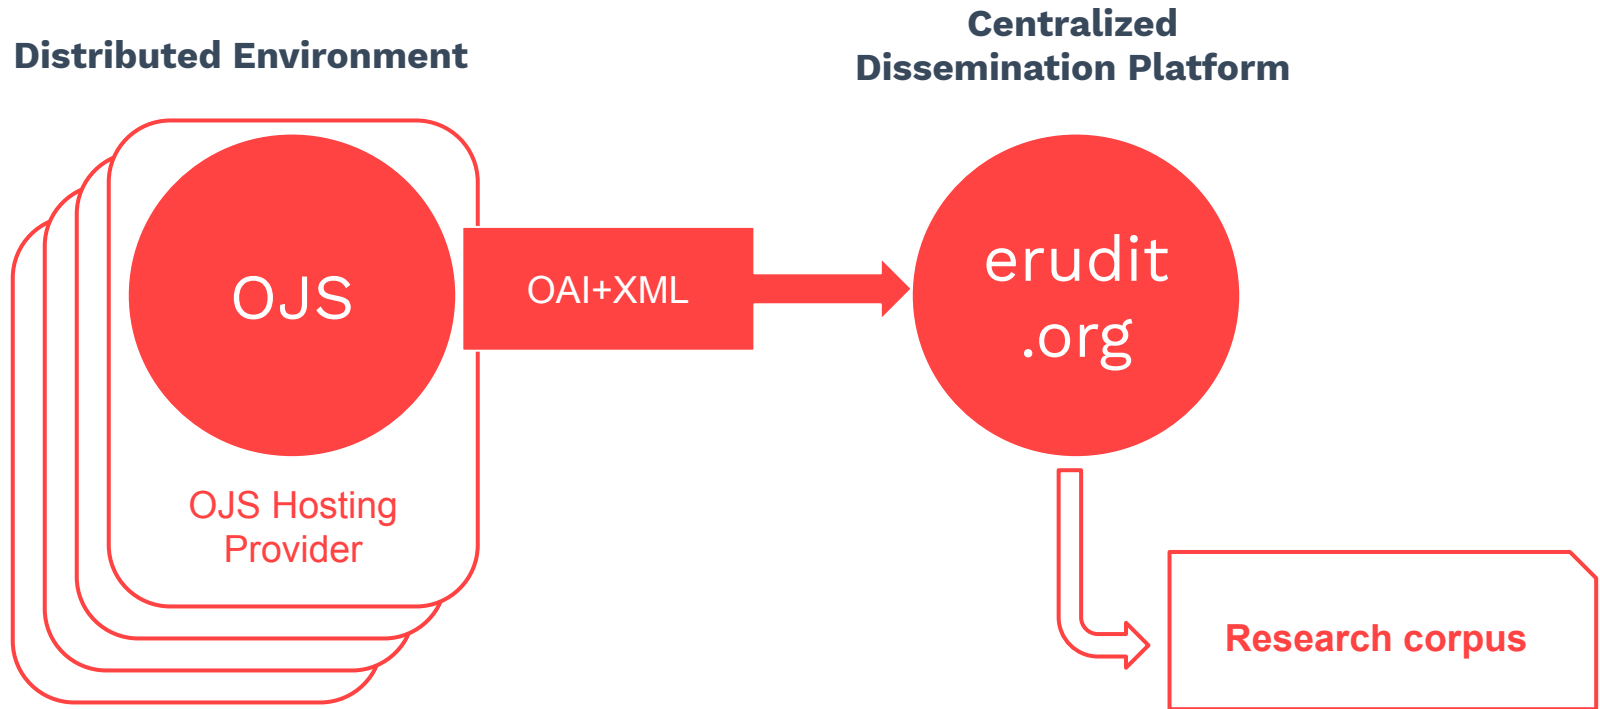 Distributed Environment
Centralized
Dissemination Platform
OJS
OAI+XML
erudit
.org
OJS Hosting
Provider
Research corpus